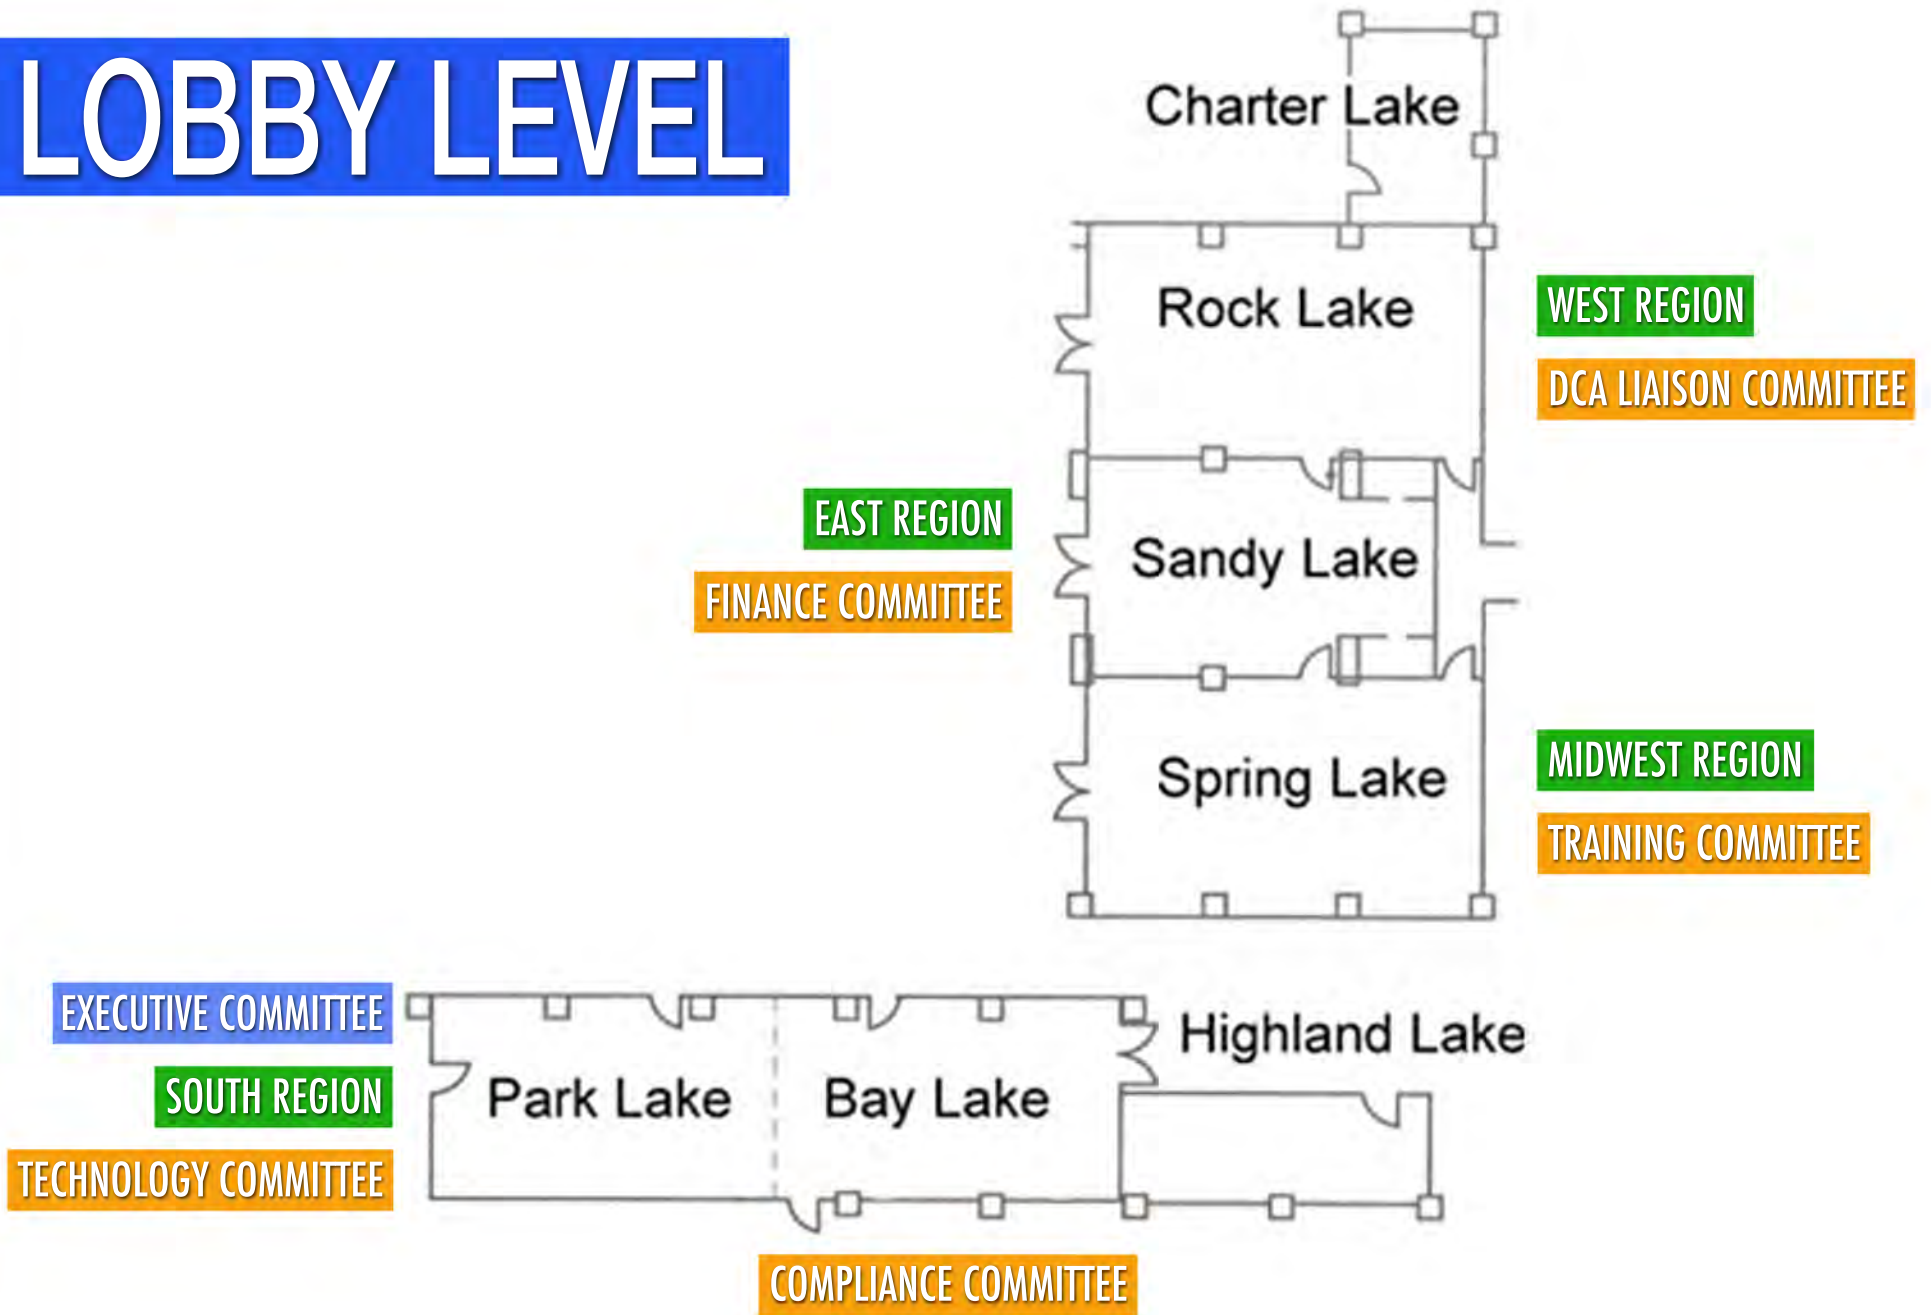 LOBBY LEVEL
Charter Lake
Rock Lake
WEST REGION
DCA LIAISON COMMITTEE
EAST REGION
FINANCE COMMITTEE
Sandy Lake
Spring Lake
MIDWEST REGION
TRAINING COMMITTEE
EXECUTIVE COMMITTEE
SOUTH REGION
TECHNOLOGY COMMITTEE
Park Lake
Bay Lake
Highland Lake
COMPLIANCE COMMITTEE